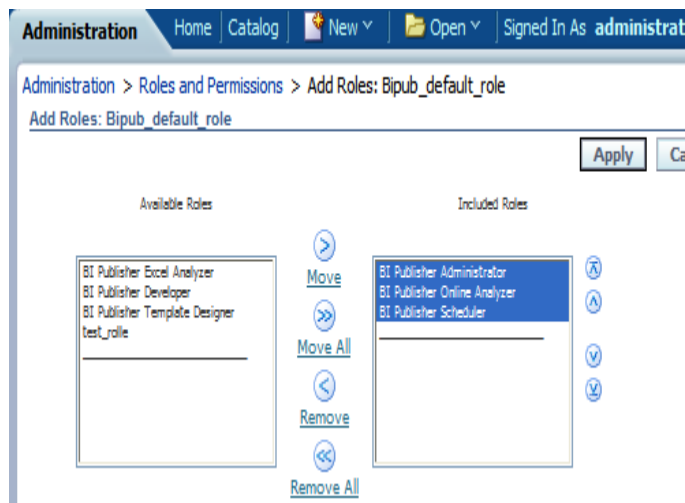 Administration Home Catalog New Open Signed In As administrat
Administration > Roles and Permissions > Add Roles: Bipub_default_role
Add Roles: Bipub_default_role
Apply Ca
Available Roles Included Roles
BI Publisher Excel Analyzer
BI Publisher Developer
BI Publisher Template Designer
test_rolle
Move
Move All
Remove
Remove All
BI Publisher Administrator
BI Publisher Online Analyzer
BI Publisher Scheduler